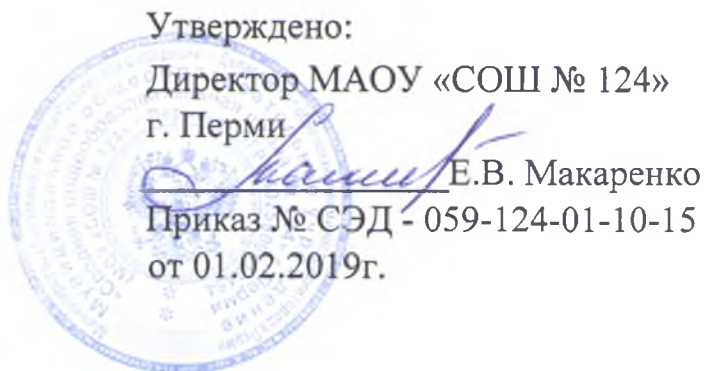 Утверждено:
Директор МАОУ «СОШ № 124»
г. Перми
Е.В. Макаренко
Приказ № СЭД - 059-124-01-10-15
от 01.02.2019г.